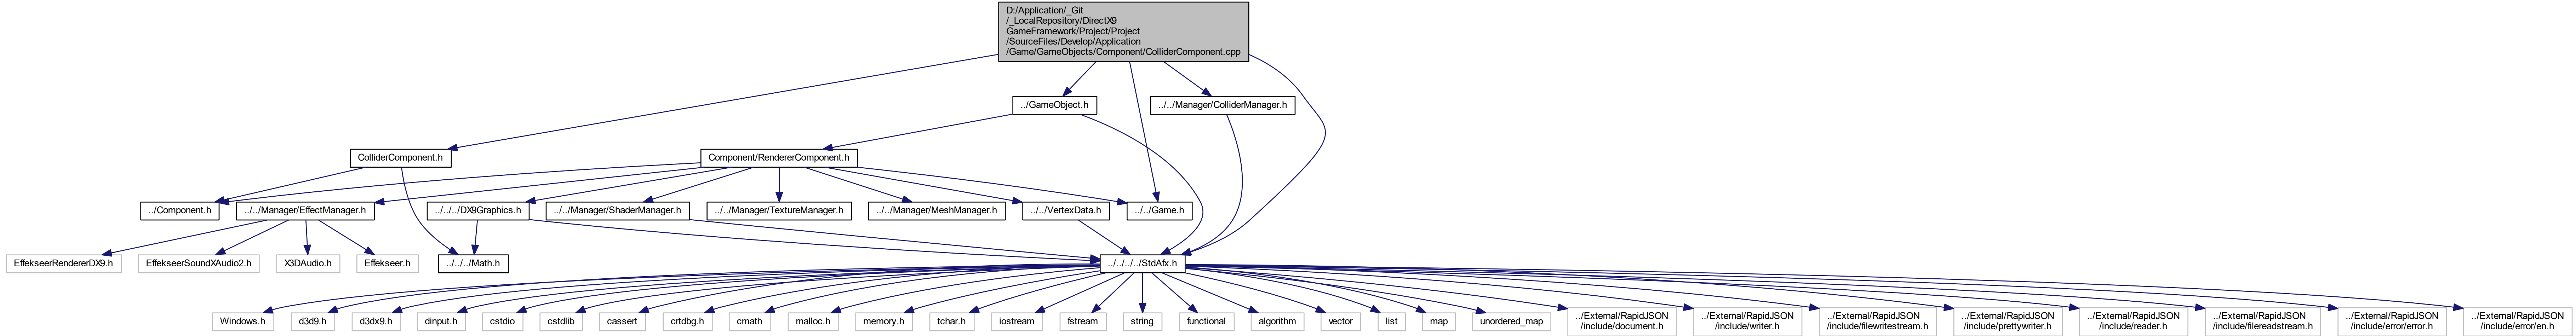 D:/Application/_Git
/_LocalRepository/DirectX9
GameFramework/Project/Project
/SourceFiles/Develop/Application
/Game/GameObjects/Component/ColliderComponent.cpp
../GameObject.h
../../Manager/ColliderManager.h
ColliderComponent.h
Component/RendererComponent.h
../Component.h
../../Manager/EffectManager.h
../../../DX9Graphics.h
../../Manager/ShaderManager.h
../../Manager/TextureManager.h
../../Manager/MeshManager.h
../../VertexData.h
../../Game.h
EffekseerRendererDX9.h
EffekseerSoundXAudio2.h
X3DAudio.h
Effekseer.h
../../../Math.h
../../../../StdAfx.h
Windows.h
d3d9.h
d3dx9.h
dinput.h
cstdio
cstdlib
cassert
crtdbg.h
cmath
malloc.h
memory.h
tchar.h
iostream
fstream
string
functional
algorithm
vector
list
map
unordered_map
../External/RapidJSON
/include/document.h
../External/RapidJSON
/include/writer.h
../External/RapidJSON
/include/filewritestream.h
../External/RapidJSON
/include/prettywriter.h
../External/RapidJSON
/include/reader.h
../External/RapidJSON
/include/filereadstream.h
../External/RapidJSON
/include/error/error.h
../External/RapidJSON
/include/error/en.h